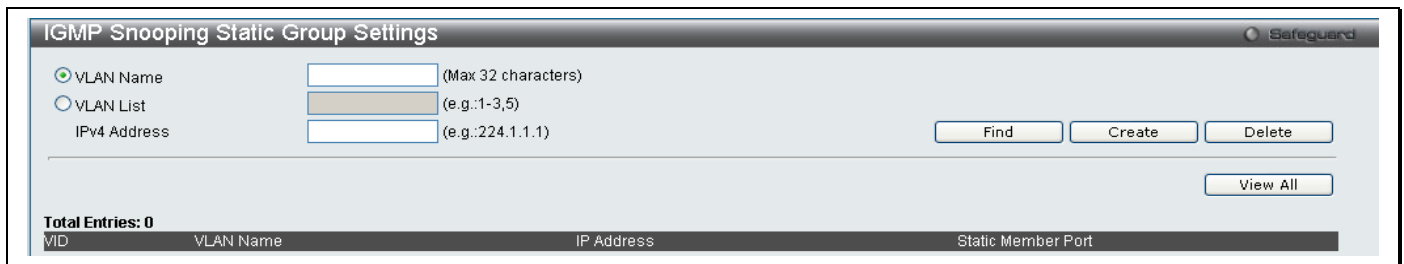 IGMP Snooping Static Group Settings Safeguard
VLAN Name (Max 32 characters)
VLAN List (e.g.:1-3,5)
IPv4 Address (e.g.:224.1.1.1) Find Create Delete
View All
Total Entries: 0
VID VLAN Name IP Address Static Member Port